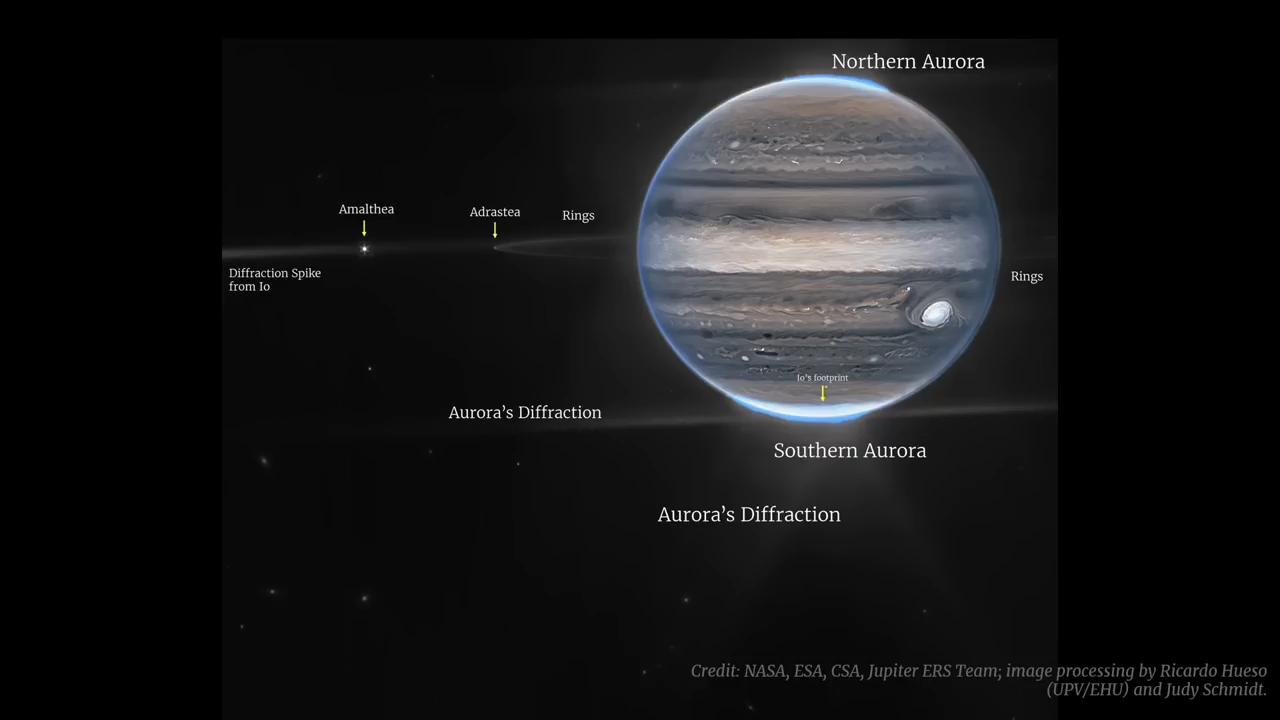 Northern Aurora
Amalthea
Adrastea
Rings
Diffraction Spike
from Io
Rings
Io's footprint
Aurora’s Diffraction
Southern Aurora
Aurora’s Diffraction
Credit: NASA, ESA, CSA, Jupiter ERS Team; image processing by Ricardo Hueso
(UPV/EHU) and Judy Schmidt.